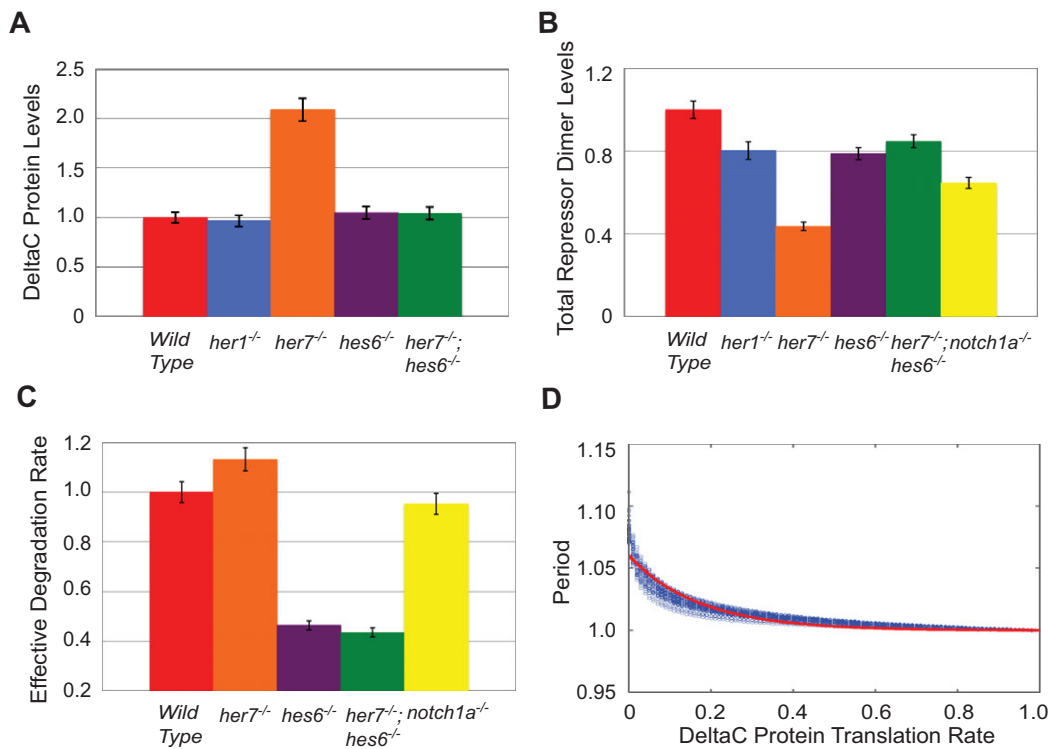 A
DeltaC Protein Levels
2.5
2.0
1.5
1.0
0.5
0
Wild Type
her1-/-
her7-/-
hes6-/-
her7-/-; hes6-/-
B
Total Repressor Dimer Levels
1.2
0.8
0.4
0
Wild Type
her1-/-
her7-/-
hes6-/-
her7-/-; hes6-/-
notch1a-/-
C
Effective Degradation Rate
1.2
1.0
0.8
0.6
0.4
0.2
Wild Type
her7-/-
hes6-/-
her7-/-; hes6-/-
notch1a-/-
D
Period
1.15
1.10
1.05
1.0
0.95
0
0.2
0.4
0.6
0.8
1.0
DeltaC Protein Translation Rate